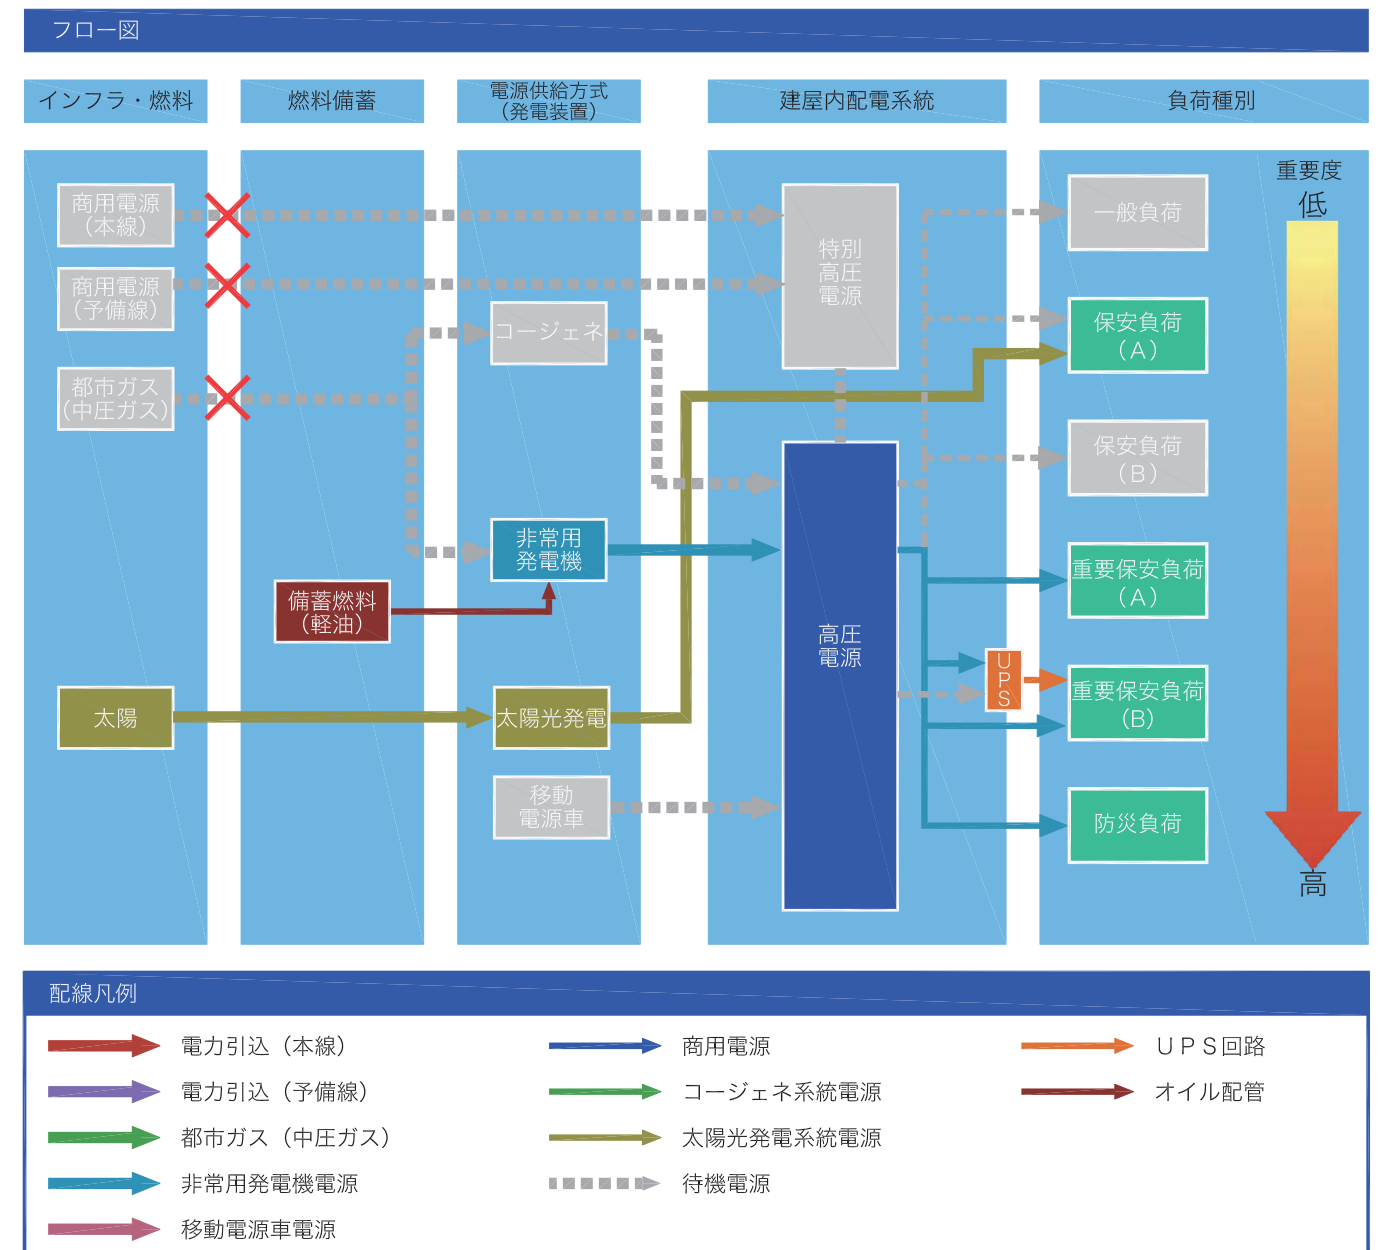 フロー図
インフラ・燃料
燃料備蓄
電源供給方式
（発電装置）
建屋内配電系統
負荷種別
商用電源
（本線）
商用電源
（予備線）
都市ガス
（中圧ガス）
太陽
備蓄燃料
（軽油）
コージェネ
非常用
発電機
太陽光発電
移動
電源車
特別
高圧
電源
高圧
電源
UPS
一般負荷
保安負荷
（A）
保安負荷
（B）
重要保安負荷
（A）
重要保安負荷
（B）
防災負荷
重要度
低
高
配線凡例
電力引込（本線）
電力引込（予備線）
都市ガス（中圧ガス）
非常用発電機電源
移動電源車電源
商用電源
コージェネ系統電源
太陽光発電系統電源
待機電源
ＵＰＳ回路
オイル配管